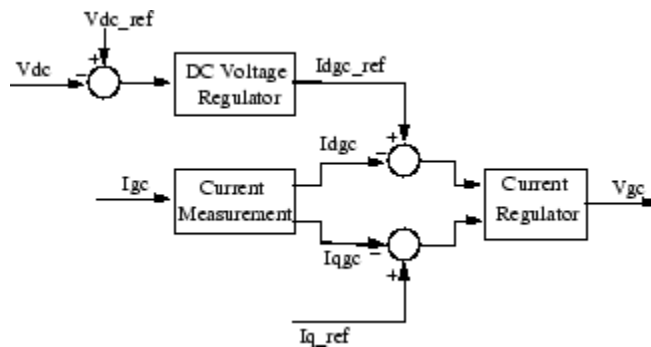 Vdc_ref
+
Vdc
−
DC Voltage
Regulator
Idgc_ref
+
−
Idgc
Igc
Current
Measurement
Current
Regulator
Vgc
Iqgc
−
+
Iq_ref